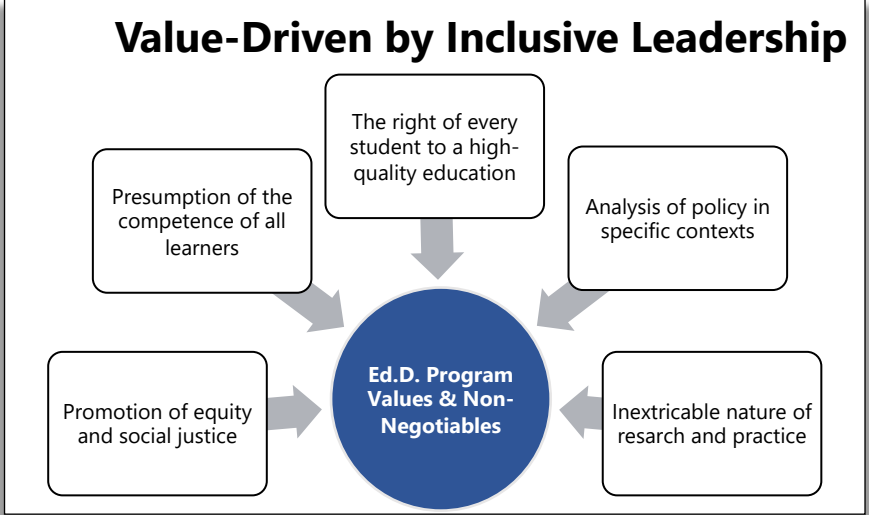 Value-Driven by Inclusive Leadership
The right of every
student to a high-
quality education
Presumption of the
competence of all
learners
Analysis of policy in
specific contexts
Promotion of equity
and social justice
Ed.D. Program
Values & Non-
Negotiables
Inextricable nature of
resarch and practice